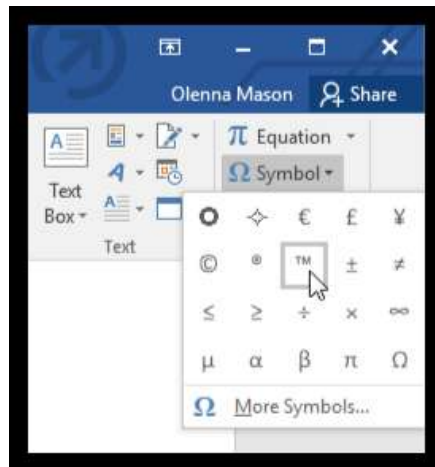 Olenna Mason Share
π Equation
Ω Symbol
Text
Box
Text
€ £ ¥
© ® ™ ± ≠
≤ ≥ ÷ × ∞
µ α β π Ω
Ω More Symbols...